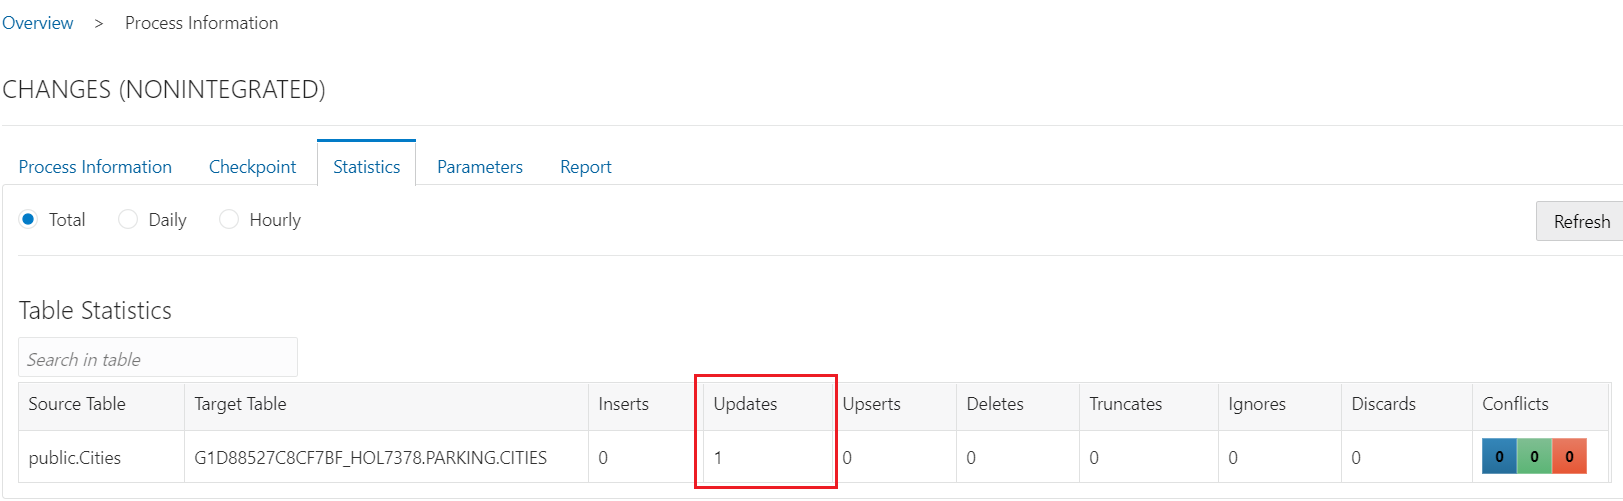 Overview > Process Information
CHANGES (NONINTEGRATED)
Process Information Checkpoint Statistics Parameters Report
Total Daily Hourly Refresh
Table Statistics
Search in table
Source Table Target Table Inserts Updates Upserts Deletes Truncates Ignores Discards Conflicts
public.Cities G1D88527C8CF7BF_HOL7378.PARKING.CITIES 0 1 0 0 0 0 0 0 0 0